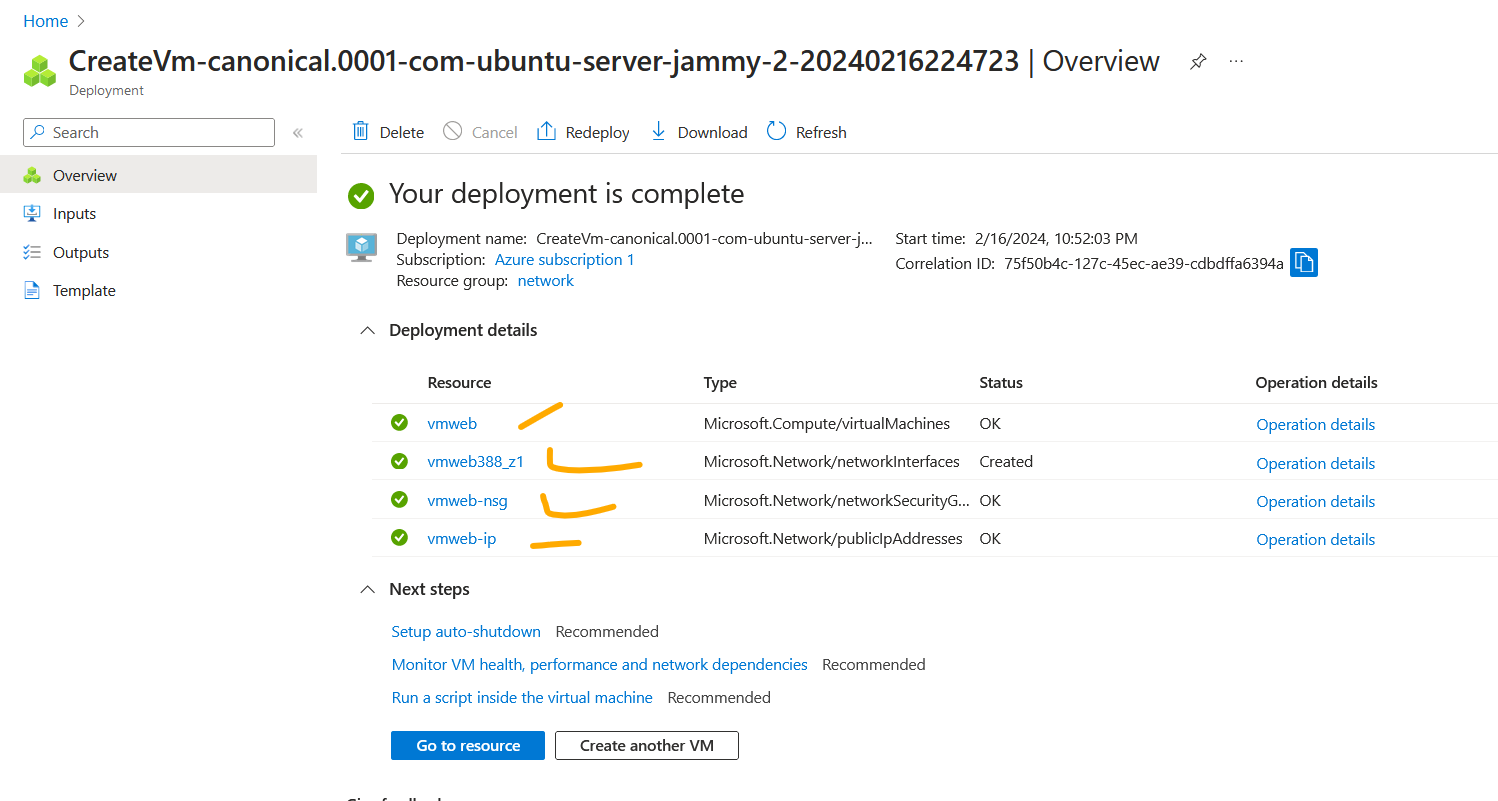 Home
CreateVm-canonical.0001-com-ubuntu-server-jammy-2-20240216224723 | Overview
Deployment
Search
Delete Cancel Redeploy Download Refresh
Overview
Inputs
Outputs
Template
Your deployment is complete
Deployment name: CreateVm-canonical.0001-com-ubuntu-server-j... Start time: 2/16/2024, 10:52:03 PM
Subscription: Azure subscription 1 Correlation ID: 75f50b4c-127c-45ec-ae39-cdbdffa6394a
Resource group: network
Deployment details
Resource Type Status Operation details
vmweb Microsoft.Compute/virtualMachines OK Operation details
vmweb388_z1 Microsoft.Network/networkInterfaces Created Operation details
vmweb-nsg Microsoft.Network/networkSecurityG... OK Operation details
vmweb-ip Microsoft.Network/publicIpAddresses OK Operation details
Next steps
Setup auto-shutdown Recommended
Monitor VM health, performance and network dependencies Recommended
Run a script inside the virtual machine Recommended
Go to resource Create another VM